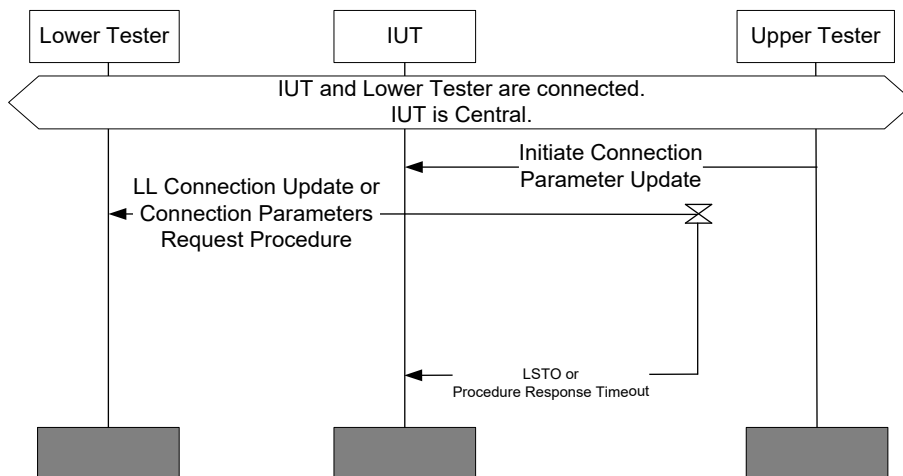 Lower Tester
IUT
Upper Tester
IUT and Lower Tester are connected.
IUT is Central.
Initiate Connection
Parameter Update
LL Connection Update or
Connection Parameters
Request Procedure
LSTO or
Procedure Response Timeout